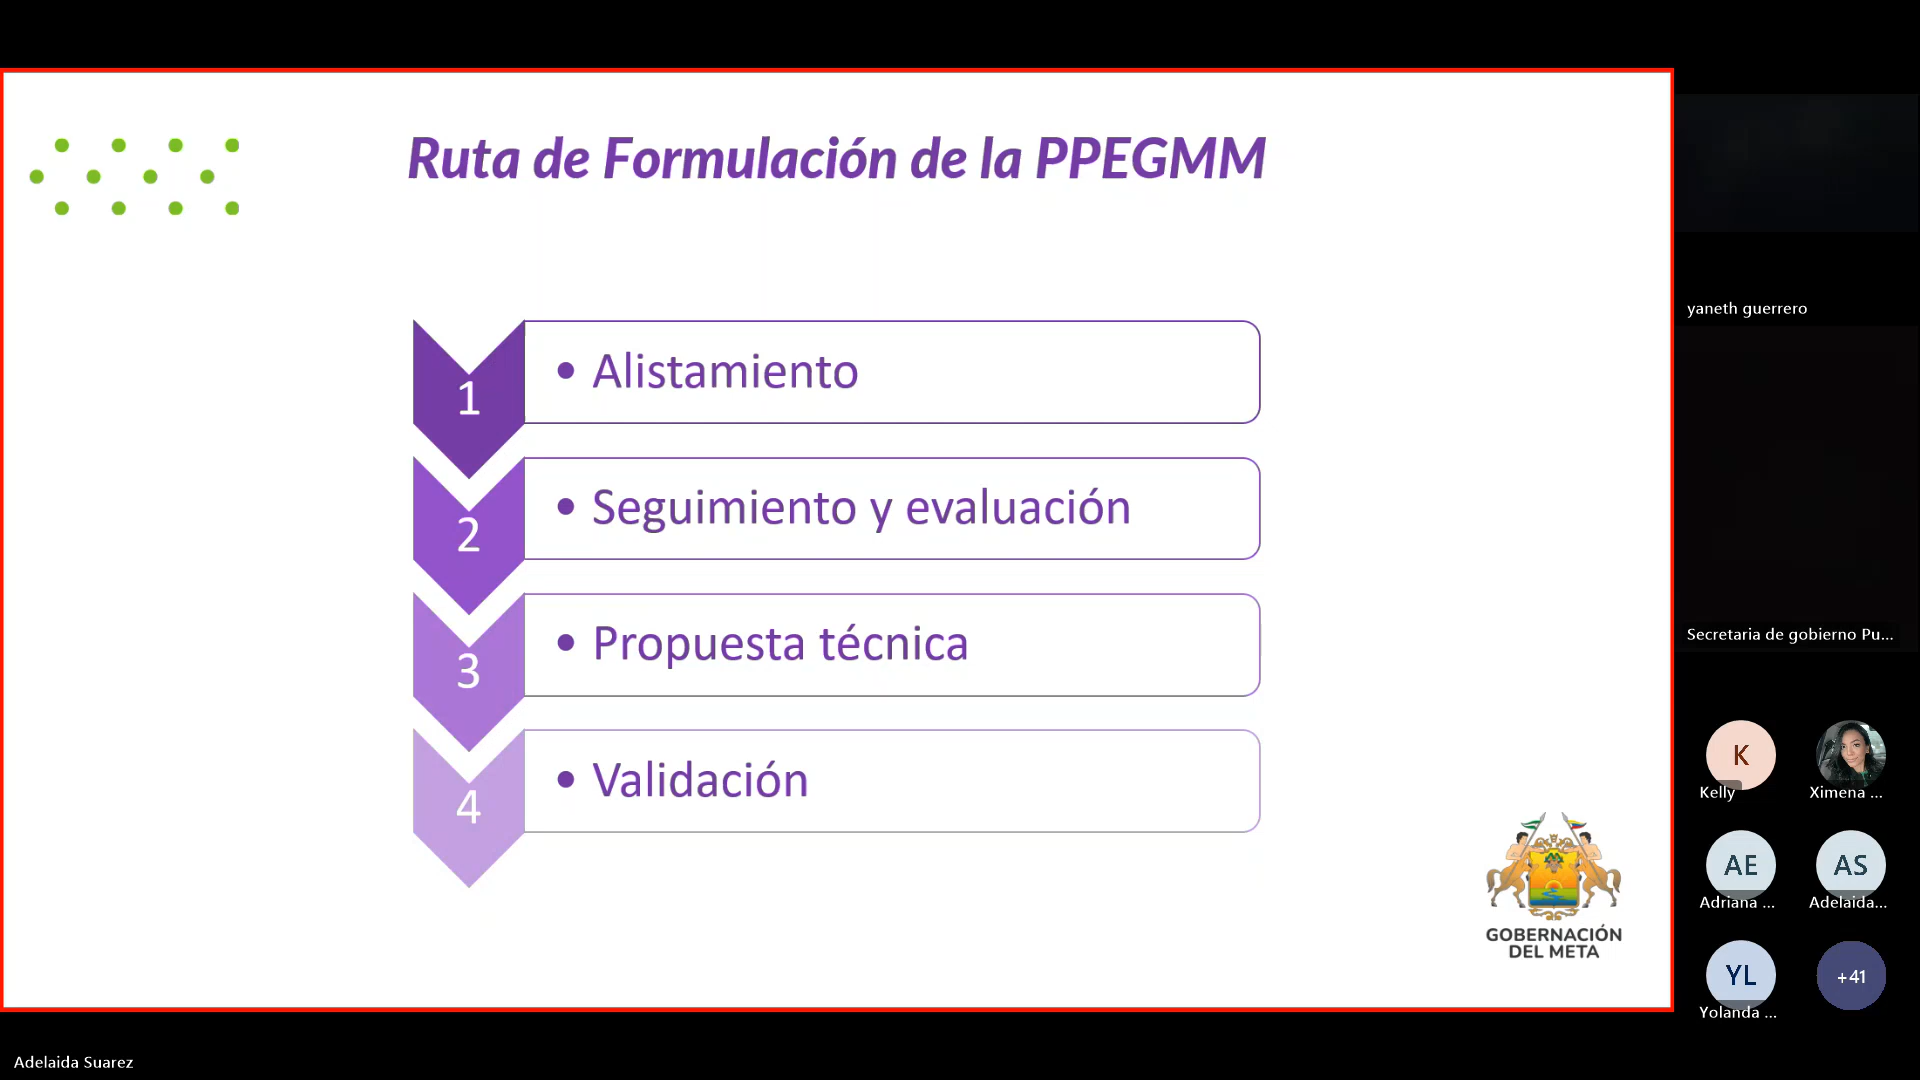 Ruta de Formulación de la PPEGMM
1
• Alistamiento
2
• Seguimiento y evaluación
3
• Propuesta técnica
4
• Validación
GOBERNACIÓN
DEL META
yaneth guerrero
Secretaria de gobierno Pu...
K
Kelly
Ximena ...
AE
Adriana ...
AS
Adelaida...
YL
Yolanda ...
+41
Adelaida Suarez